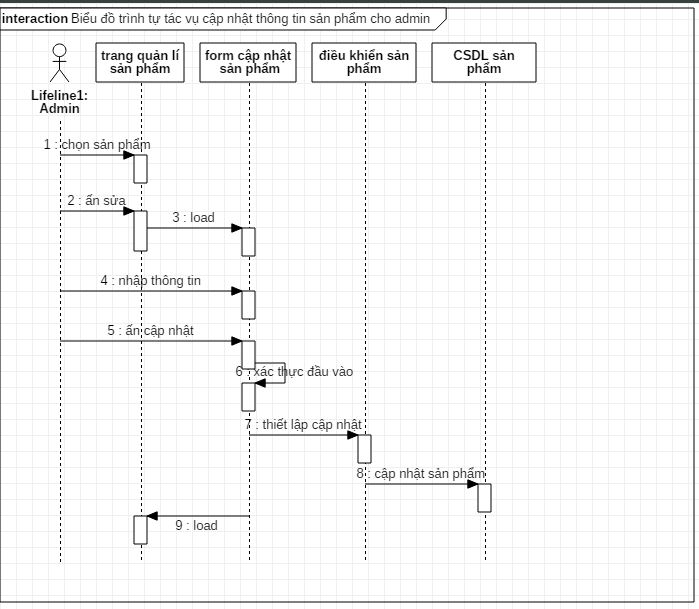 interaction Biểu đồ trình tự tác vụ cập nhật thông tin sản phẩm cho admin
trang quản lí
sản phẩm
form cập nhật
sản phẩm
điều khiển sản
phẩm
CSDL sản
phẩm
Lifeline1:
Admin
1 : chọn sản phẩm
2 : ấn sửa
3 : load
4 : nhập thông tin
5 : ấn cập nhật
6 : xác thực đầu vào
7 : thiết lập cập nhật
8 : cập nhật sản phẩm
9 : load